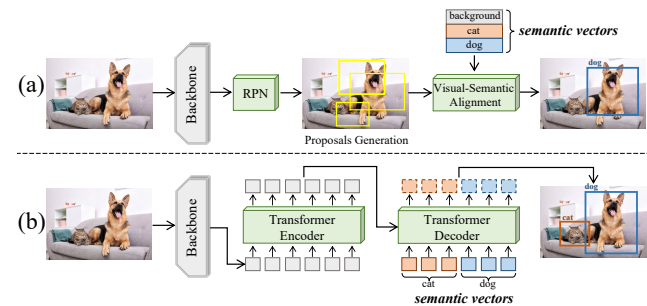 background
cat
dog
semantic vectors
dog
(a)
Backbone
RPN
Visual-Semantic
Alignment
Proposals Generation
dog
(b)
Backbone
Transformer
Encoder
Transformer
Decoder
cat
cat
dog
semantic vectors